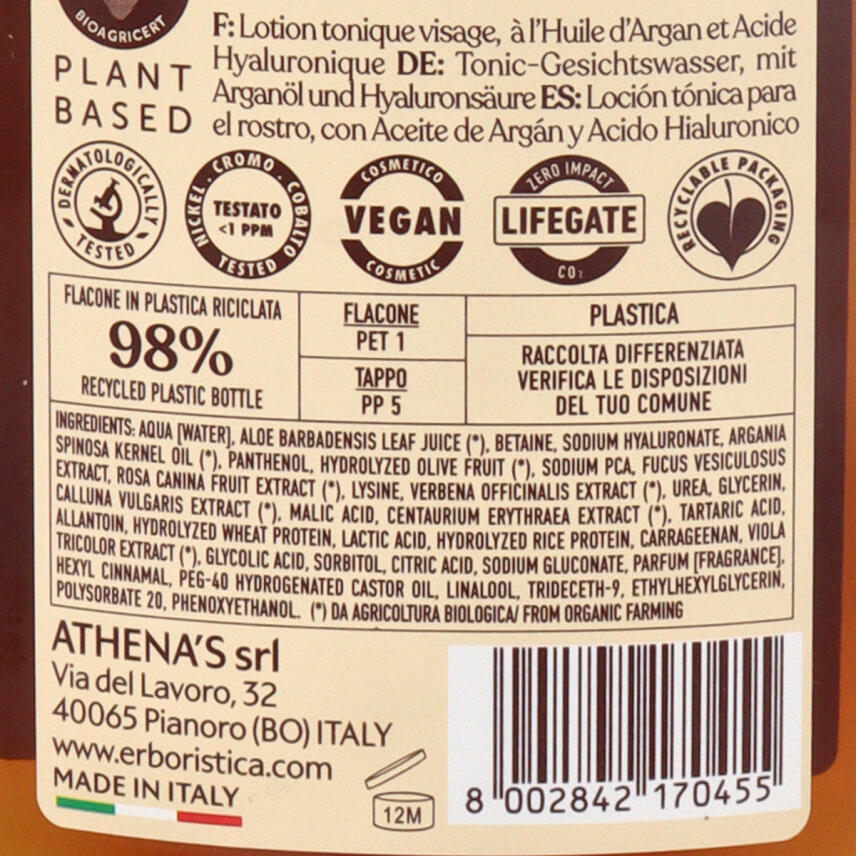 BIOAGRICERT
PLANT
BASED
F: Lotion tonique visage, à l'Huile d'Argan et Acide
Hyaluronique DE: Tonic-Gesichtswasser, mit
Arganöl und Hyaluronsäure ES: Loción tónica para
el rostro, con Aceite de Argán y Acido Hialuronico
DERMATOLOGICALLY
TESTED
NICKEL - CROMO - COBALTO
TESTATO
<1 PPM
TESTED
COSMETICO
VEGAN
COSMETIC
ZERO IMPACT
LIFEGATE
CO2
RECYCLABLE PACKAGING
FLACONE IN PLASTICA RICICLATA
98%
RECYCLED PLASTIC BOTTLE
FLACONE
PET 1
TAPPO
PP 5
PLASTICA
RACCOLTA DIFFERENZIATA
VERIFICA LE DISPOSIZIONI
DEL TUO COMUNE
INGREDIENTS: AQUA [WATER], ALOE BARBADENSIS LEAF JUICE (*), BETAINE, SODIUM HYALURONATE, ARGANIA
SPINOSA KERNEL OIL (*), PANTHENOL, HYDROLYZED OLIVE FRUIT (*), SODIUM PCA, FUCUS VESICULOSUS
EXTRACT, ROSA CANINA FRUIT EXTRACT (*), LYSINE, VERBENA OFFICINALIS EXTRACT (*), UREA, GLYCERIN,
CALLUNA VULGARIS EXTRACT (*), MALIC ACID, CENTAURIUM ERYTHRAEA EXTRACT (*), TARTARIC ACID,
ALLANTOIN, HYDROLYZED WHEAT PROTEIN, LACTIC ACID, HYDROLYZED RICE PROTEIN, CARRAGEENAN, VIOLA
TRICOLOR EXTRACT (*), GLYCOLIC ACID, SORBITOL, CITRIC ACID, SODIUM GLUCONATE, PARFUM [FRAGRANCE],
HEXYL CINNAMAL, PEG-40 HYDROGENATED CASTOR OIL, LINALOOL, TRIDECETH-9, ETHYLHEXYLGLYCERIN,
POLYSORBATE 20, PHENOXYETHANOL. (*) DA AGRICOLTURA BIOLOGICA/ FROM ORGANIC FARMING
ATHENA'S srl
Via del Lavoro, 32
40065 Pianoro (BO) ITALY
www.erboristica.com
MADE IN ITALY
12M
8 002842 170455